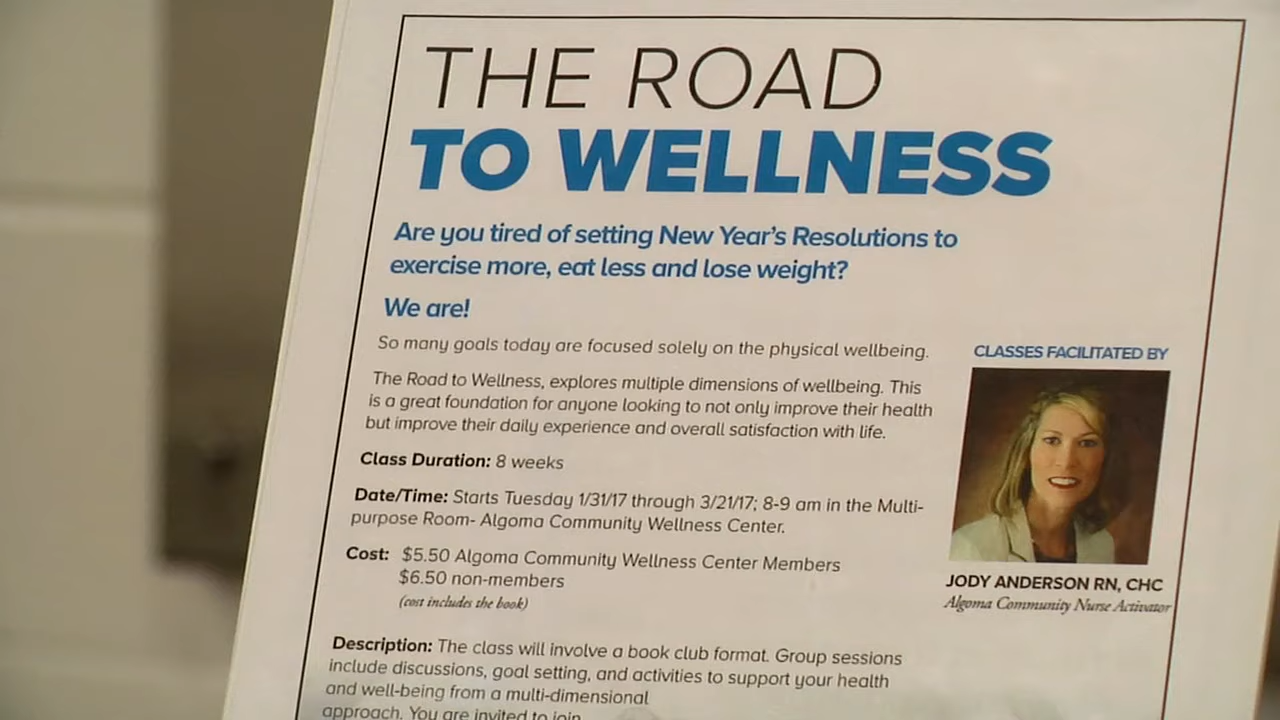 THE ROAD
TO WELLNESS
Are you tired of setting New Year's Resolutions to
exercise more, eat less and lose weight?
We are!
So many goals today are focused solely on the physical wellbeing.
The Road to Wellness, explores multiple dimensions of wellbeing. This
is a great foundation for anyone looking to not only improve their health
but improve their daily experience and overall satisfaction with life.
Class Duration: 8 weeks
Date/Time: Starts Tuesday 1/31/17 through 3/21/17; 8-9 am in the Multi-
purpose Room- Algoma Community Wellness Center.
Cost: $5.50 Algoma Community Wellness Center Members
$6.50 non-members
(cost includes the book)
Description: The class will involve a book club format. Group sessions
include discussions, goal setting, and activities to support your health
and well-being from a multi-dimensional
approach. You are invited to join
CLASSES FACILITATED BY
JODY ANDERSON RN, CHC
Algoma Community Nurse Activator